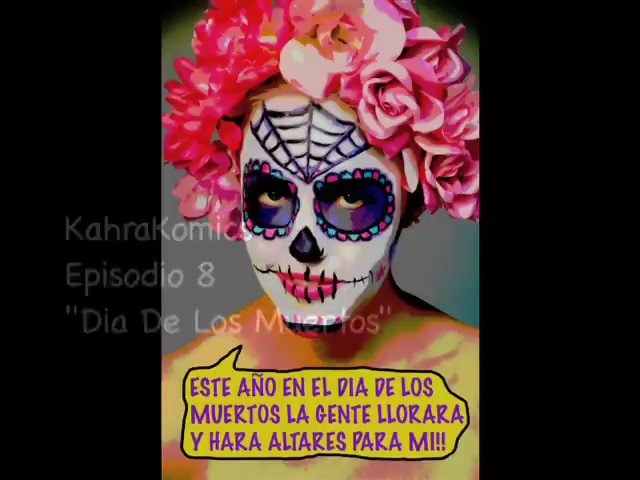 KahraKomics
Episodio 8
"Dia De Los Muertos"
ESTE AÑO EN EL DIA DE LOS
MUERTOS LA GENTE LLORARA
Y HARA ALTARES PARA MI!!